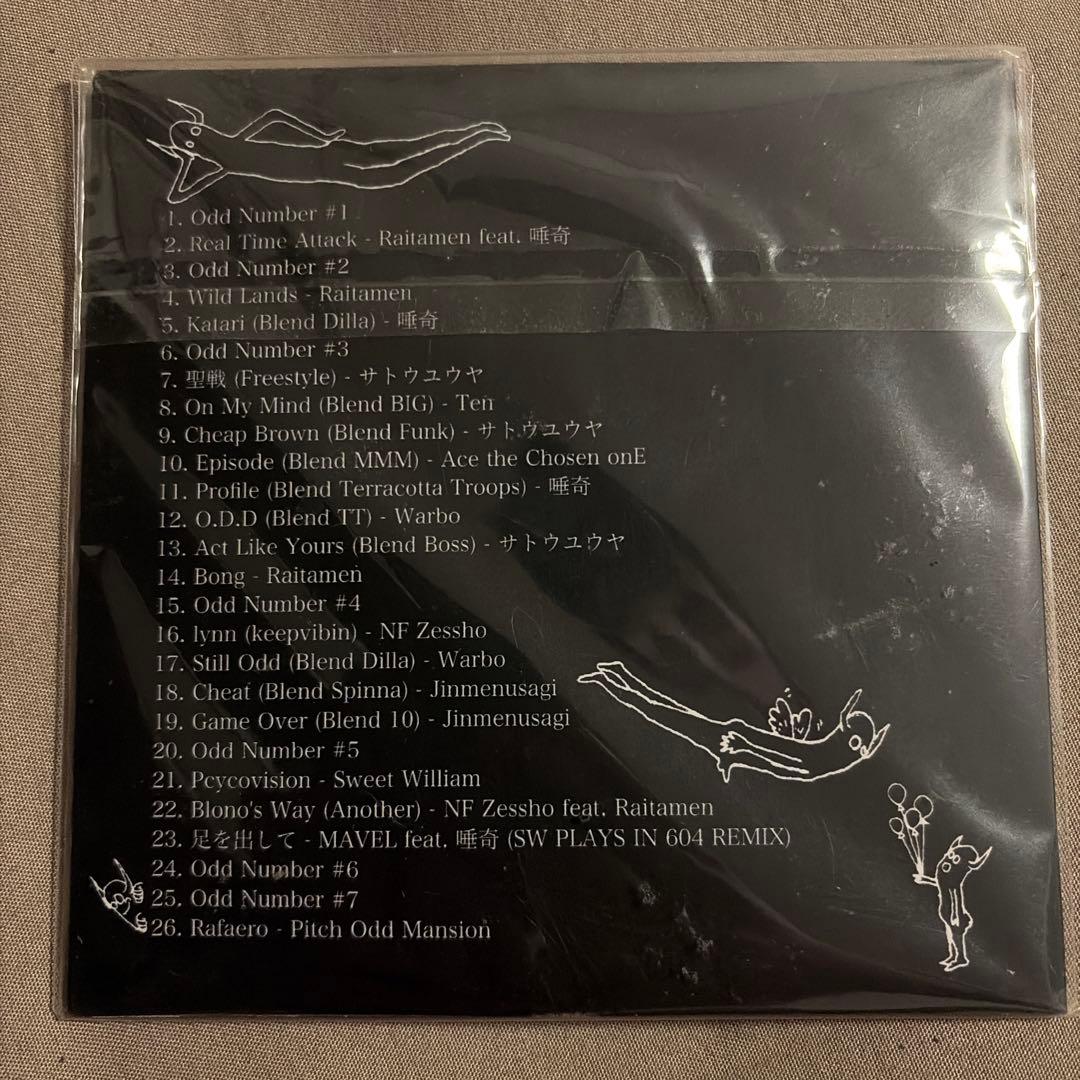 1. Odd Number #1
2. Real Time Attack - Raitamen feat. 唾奇
3. Odd Number #2
4. Wild Lands - Raitamen
5. Katari (Blend Dilla) - 唾奇
6. Odd Number #3
7. 聖戦 (Freestyle) - サトウユウヤ
8. On My Mind (Blend BIG) - Ten
9. Cheap Brown (Blend Funk) - サトウユウヤ
10. Episode (Blend MMM) - Ace the Chosen onE
11. Profile (Blend Terracotta Troops) - 唾奇
12. O.D.D (Blend TT) - Warbo
13. Act Like Yours (Blend Boss) - サトウユウヤ
14. Bong - Raitamen
15. Odd Number #4
16. lynn (keepvibin) - NF Zessho
17. Still Odd (Blend Dilla) - Warbo
18. Cheat (Blend Spinna) - Jinmenusagi
19. Game Over (Blend 10) - Jinmenusagi
20. Odd Number #5
21. Pcycovision - Sweet William
22. Blono's Way (Another) - NF Zessho feat. Raitamen
23. 足を出して - MAVEL feat. 唾奇 (SW PLAYS IN 604 REMIX)
24. Odd Number #6
25. Odd Number #7
26. Rafaero - Pitch Odd Mansion